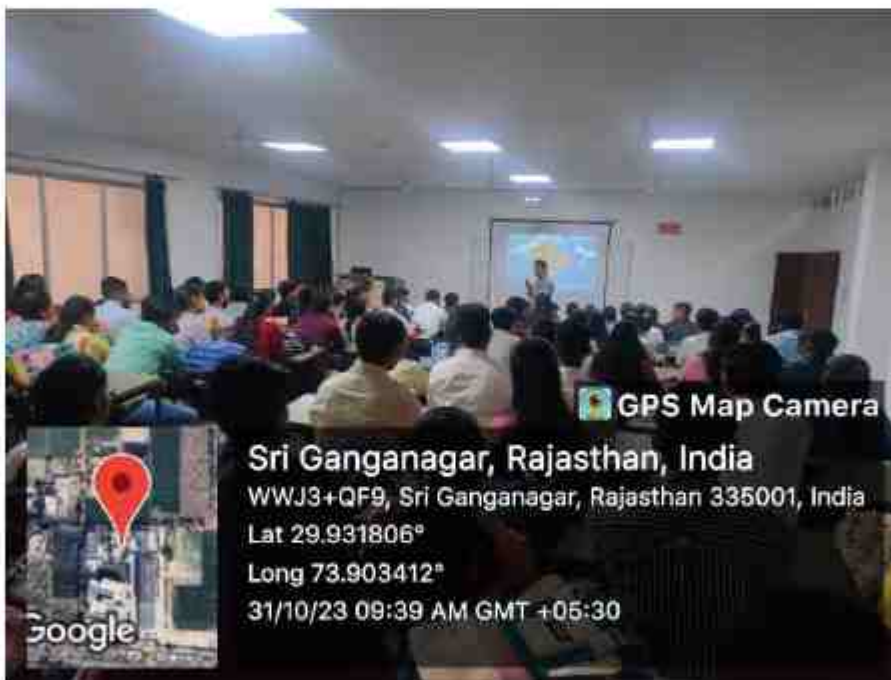 GPS Map Camera
Sri Ganganagar, Rajasthan, India
WWJ3+QF9, Sri Ganganagar, Rajasthan 335001, India
Lat 29.931806°
Long 73.903412°
31/10/23 09:39 AM GMT +05:30
Google